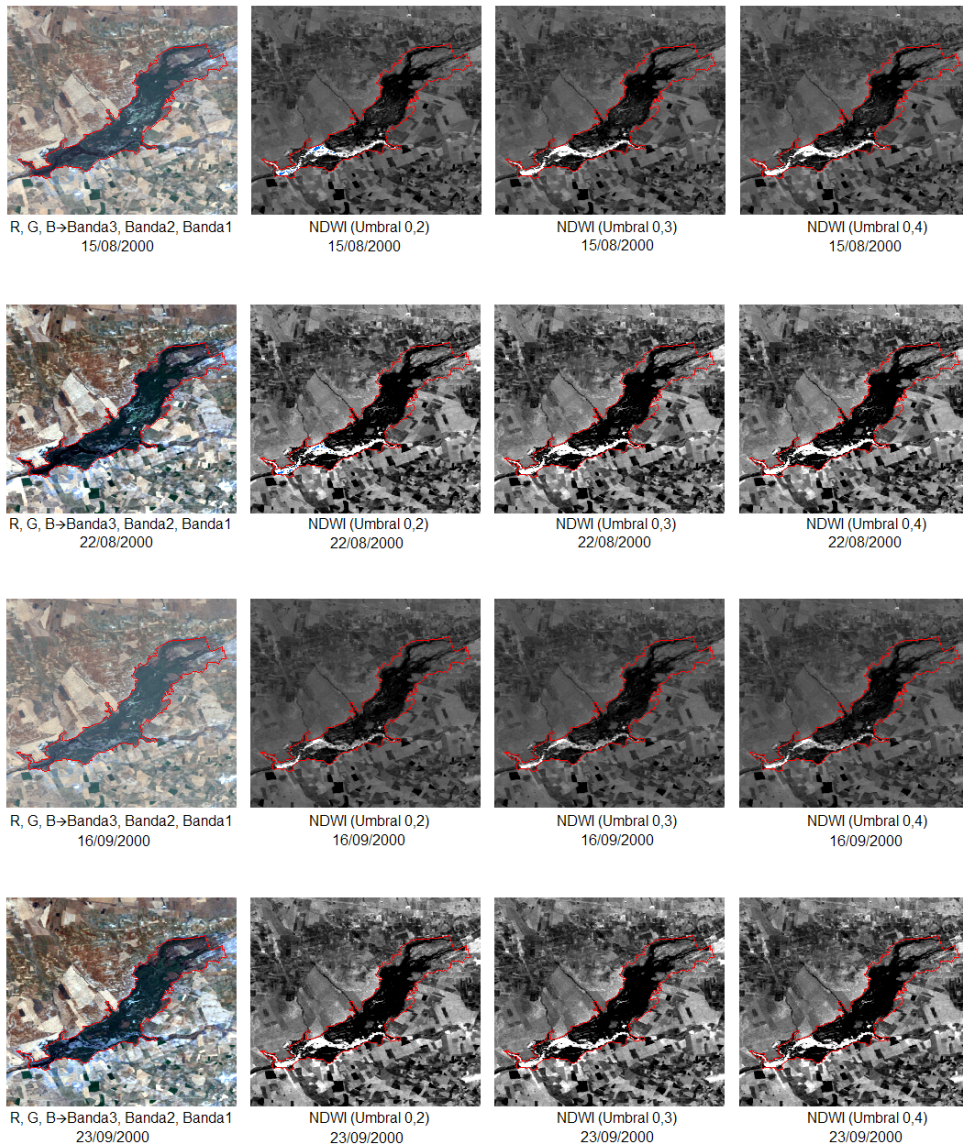 R, G, B→Banda3, Banda2, Banda1
15/08/2000
NDWI (Umbral 0,2)
15/08/2000
NDWI (Umbral 0,3)
15/08/2000
NDWI (Umbral 0,4)
15/08/2000
R, G, B→Banda3, Banda2, Banda1
22/08/2000
NDWI (Umbral 0,2)
22/08/2000
NDWI (Umbral 0,3)
22/08/2000
NDWI (Umbral 0,4)
22/08/2000
R, G, B→Banda3, Banda2, Banda1
16/09/2000
NDWI (Umbral 0,2)
16/09/2000
NDWI (Umbral 0,3)
16/09/2000
NDWI (Umbral 0,4)
16/09/2000
R, G, B→Banda3, Banda2, Banda1
23/09/2000
NDWI (Umbral 0,2)
23/09/2000
NDWI (Umbral 0,3)
23/09/2000
NDWI (Umbral 0,4)
23/09/2000